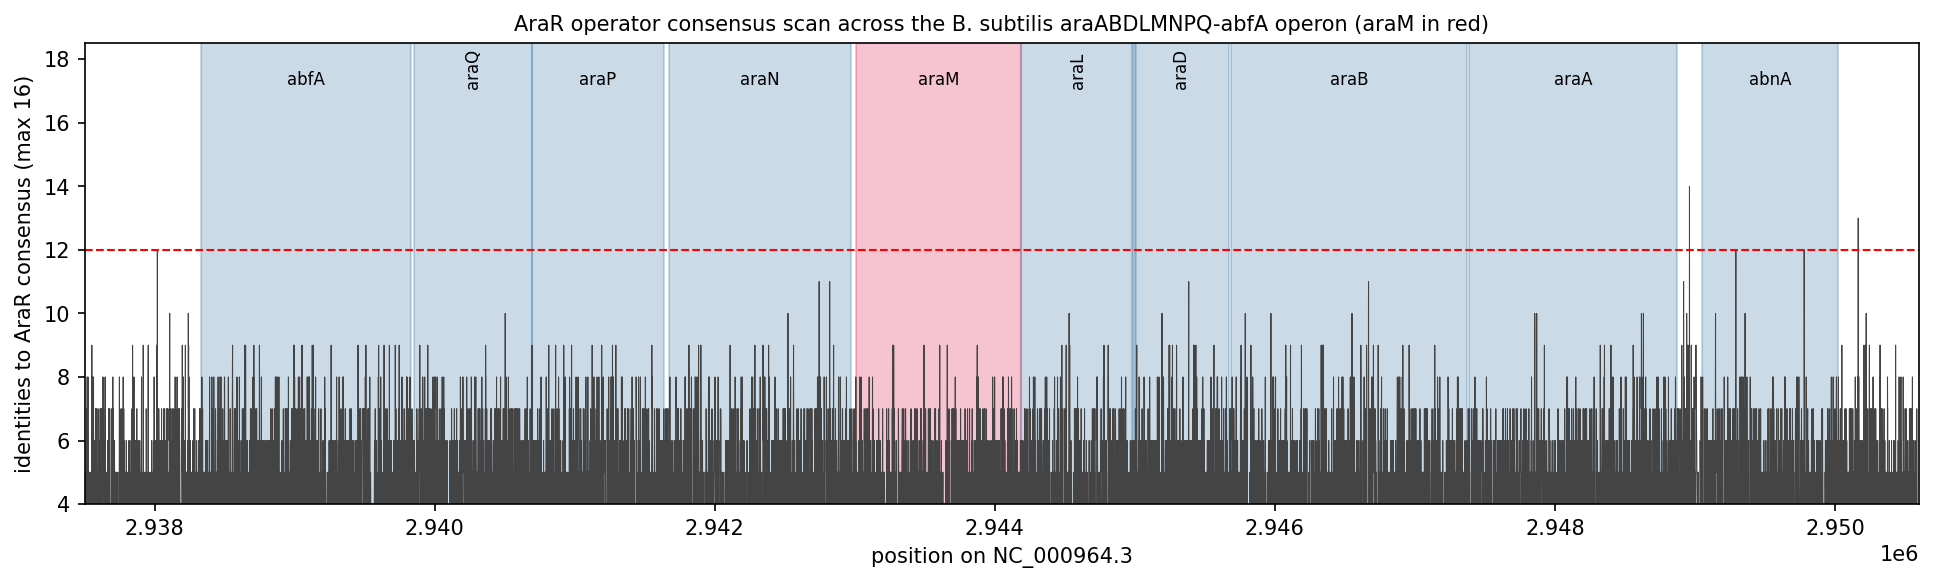 AraR operator consensus scan across the B. subtilis araABDLMNPQ-abfA operon (araM in red)
identities to AraR consensus (max 16)
18
16
14
12
10
8
6
4
abfA
araQ
araP
araN
araM
araL
araD
araB
araA
abnA
2.938
2.940
2.942
2.944
2.946
2.948
2.950
1e6
position on NC_000964.3